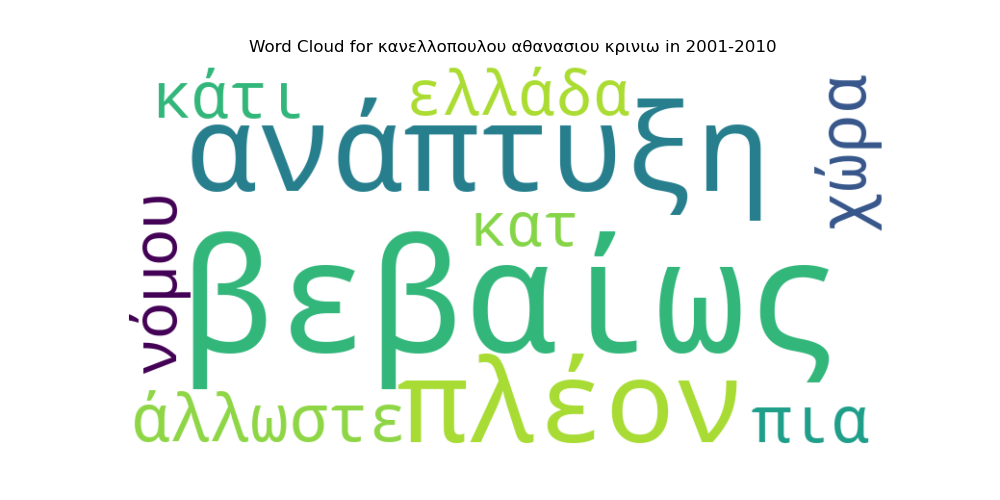 Word Cloud for κανελλοπουλου αθανασιου κρινιω in 2001-2010
κάτι
ελλάδα
χώρα
ανάπτυξη
νόμου
κατ
βεβαίως
πλέον
άλλωστε
πια